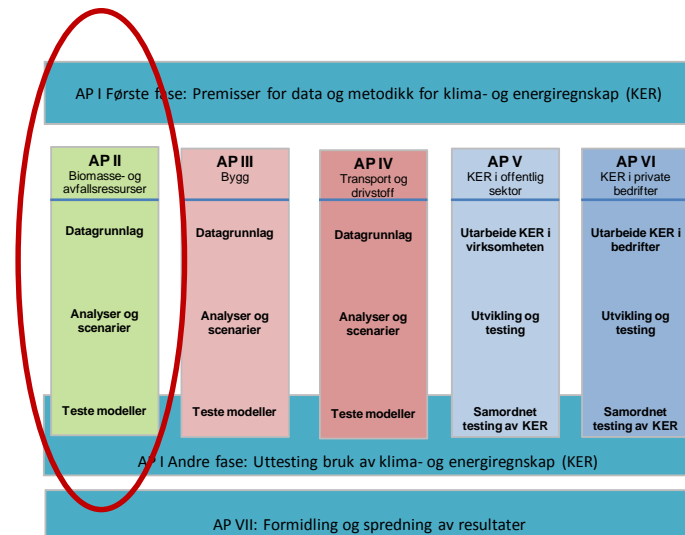 AP I Første fase: Premisser for data og metodikk for klima- og energiregnskap (KER)
AP II
Biomasse- og
avfallsressurser
Datagrunnlag
Analyser og
scenarier
Teste modeller
AP III
Bygg
Datagrunnlag
Analyser og
scenarier
Teste modeller
AP IV
Transport og
drivstoff
Datagrunnlag
Analyser og
scenarier
Teste modeller
AP V
KER i offentlig
sektor
Utarbeide KER i
virksomheten
Utvikling og
testing
Samordnet
testing av KER
AP VI
KER i private
bedrifter
Utarbeide KER i
bedrifter
Utvikling og
testing
Samordnet
testing av KER
AP I Andre fase: Uttesting bruk av klima- og energiregnskap (KER)
AP VII: Formidling og spredning av resultater